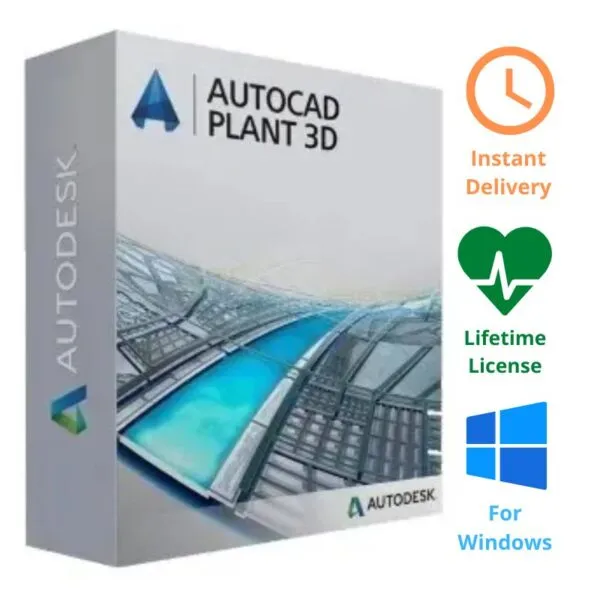 AUTOCAD
PLANT 3D
AUTODESK
AUTODESK
Instant
Delivery
Lifetime
License
For
Windows